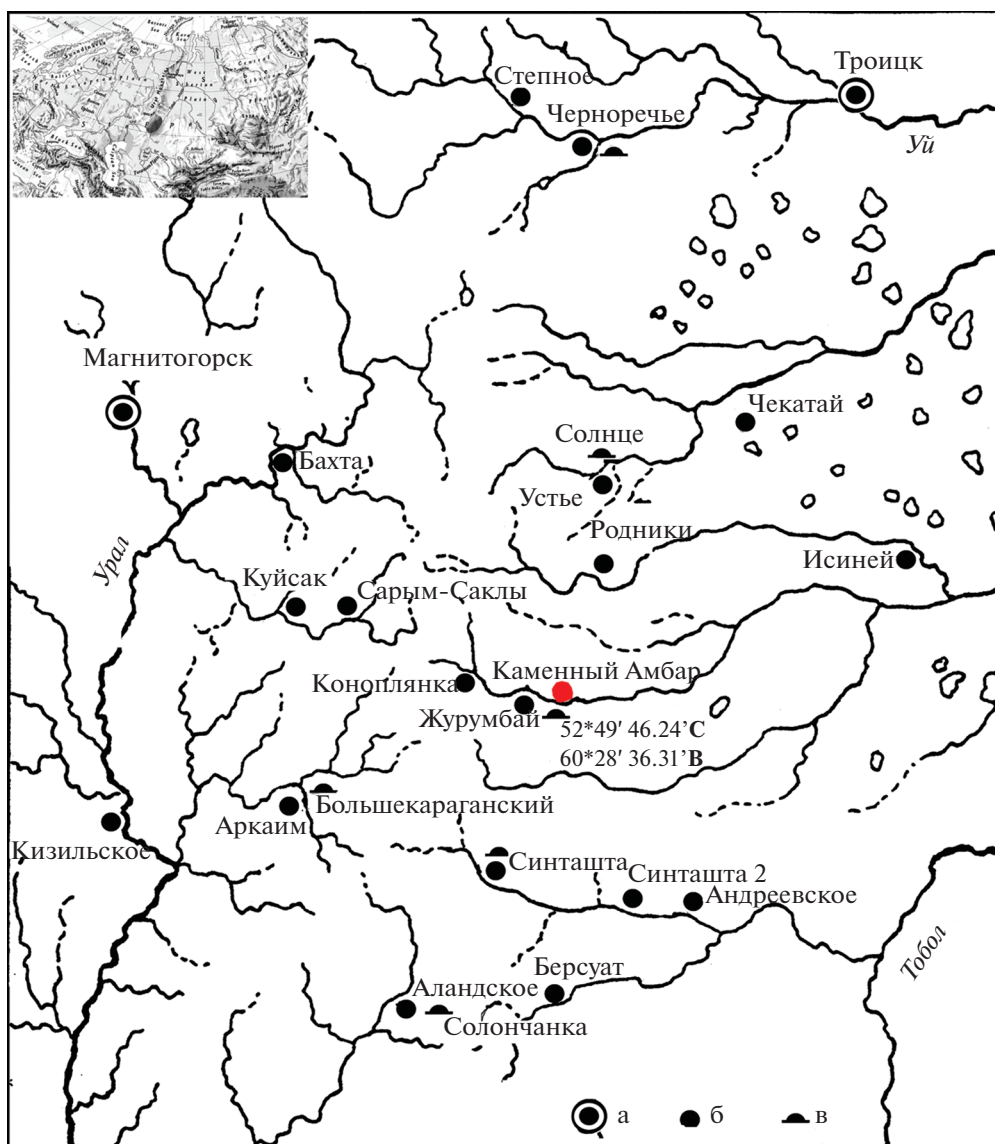 Степное
Троицк
Черноречье
Уй
Магнитогорск
Чекатай
Солнце
Бахта
Устье
Родники
Урал
Исиней
Куйсак
Сарым-Саклы
Каменный Амбар
Коноплянка
Журумбай
52*49′ 46.24’С
60*28′ 36.31’В
Большекараганский
Аркаим
Кизильское
Синташта
Синташта 2
Андреевское
Тобол
Берсуат
Аландское
Солончанка
а
б
в